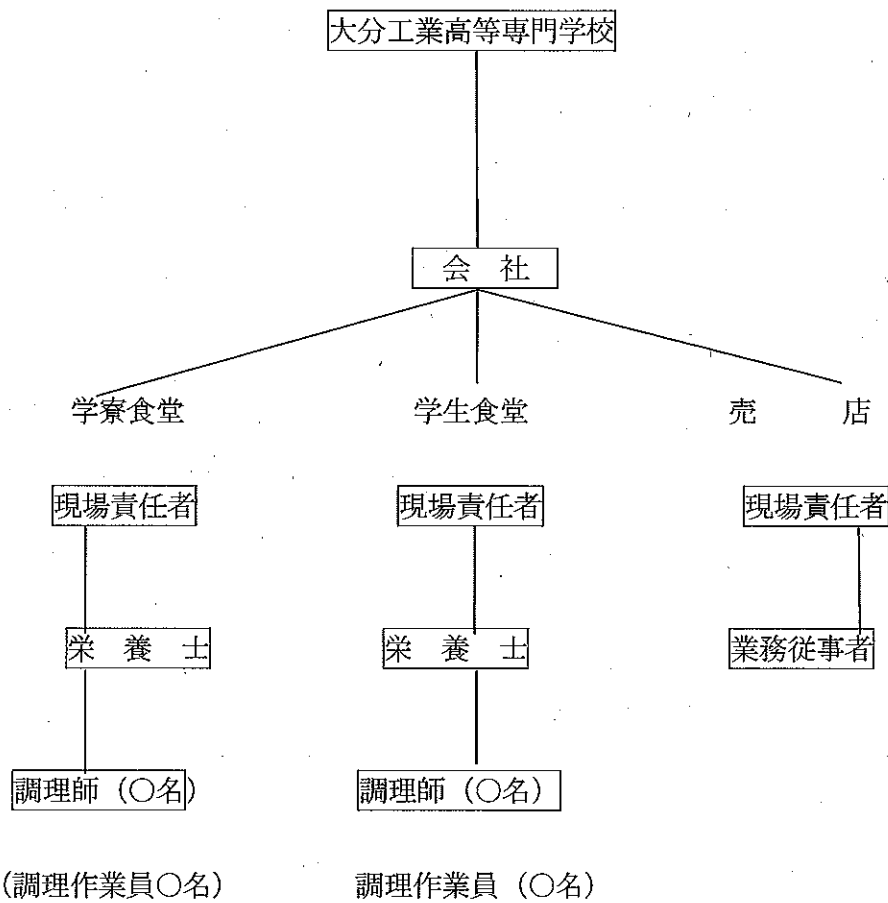 大分工業高等専門学校
会　社
学寮食堂　学生食堂　売　店
現場責任者　現場責任者　現場責任者
栄　養　士　栄　養　士　業務従事者
調理師（○名）　調理師（○名）
（調理作業員○名）　調理作業員（○名）